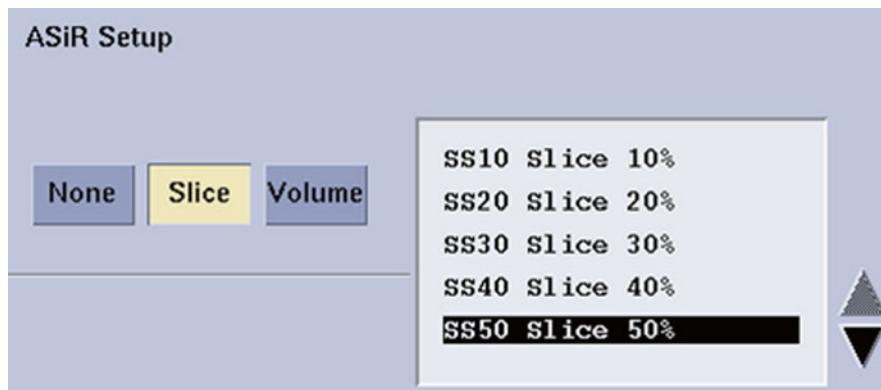 ASiR Setup
None Slice Volume
SS10 Slice 10%
SS20 Slice 20%
SS30 Slice 30%
SS40 Slice 40%
SS50 Slice 50%